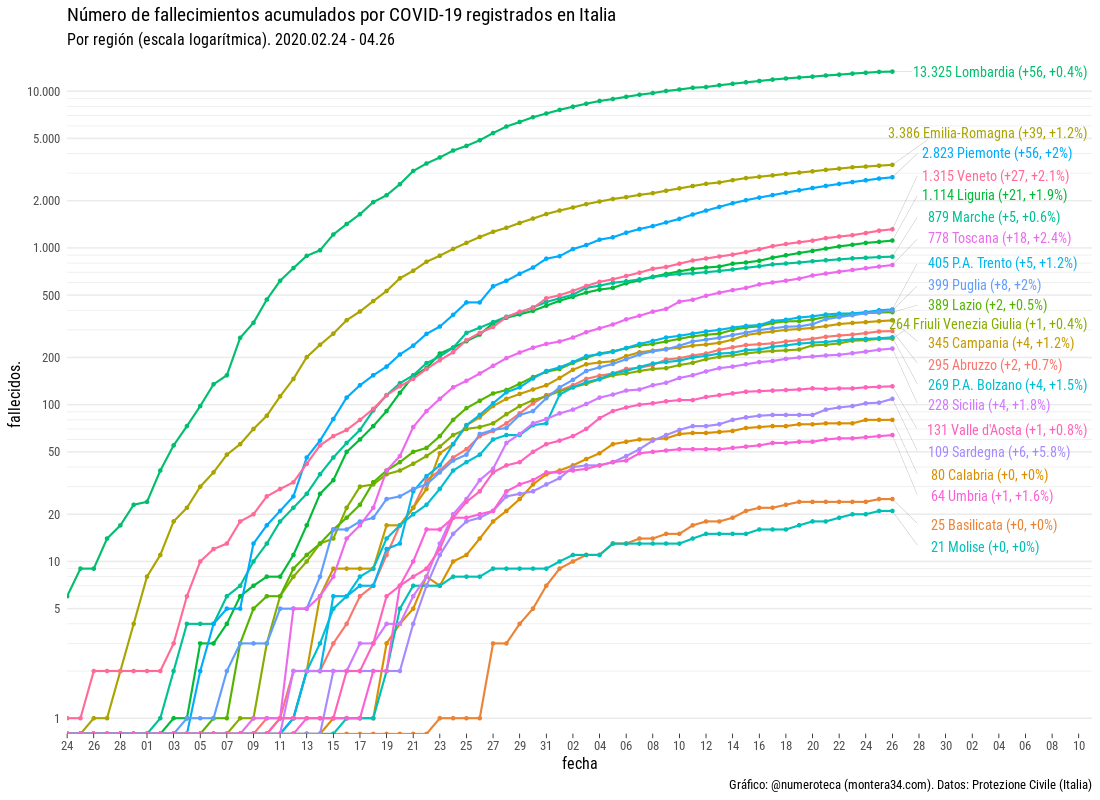 Número de fallecimientos acumulados por COVID-19 registrados en Italia
Por región (escala logarítmica). 2020.02.24 - 04.26
fallecidos.
10.000
5.000
2.000
1.000
500
200
100
50
20
10
5
1
13.325 Lombardia (+56, +0.4%)
3.386 Emilia-Romagna (+39, +1.2%)
2.823 Piemonte (+56, +2%)
1.315 Veneto (+27, +2.1%)
1.114 Liguria (+21, +1.9%)
879 Marche (+5, +0.6%)
778 Toscana (+18, +2.4%)
405 P.A. Trento (+5, +1.2%)
399 Puglia (+8, +2%)
389 Lazio (+2, +0.5%)
264 Friuli Venezia Giulia (+1, +0.4%)
345 Campania (+4, +1.2%)
295 Abruzzo (+2, +0.7%)
269 P.A. Bolzano (+4, +1.5%)
228 Sicilia (+4, +1.8%)
131 Valle d'Aosta (+1, +0.8%)
109 Sardegna (+6, +5.8%)
80 Calabria (+0, +0%)
64 Umbria (+1, +1.6%)
25 Basilicata (+0, +0%)
21 Molise (+0, +0%)
24 26 28 01 03 05 07 09 11 13 15 17 19 21 23 25 27 29 31 02 04 06 08 10 12 14 16 18 20 22 24 26 28 30 02 04 06 08 10
fecha
Gráfico: @numeroteca (montera34.com). Datos: Protezione Civile (Italia)